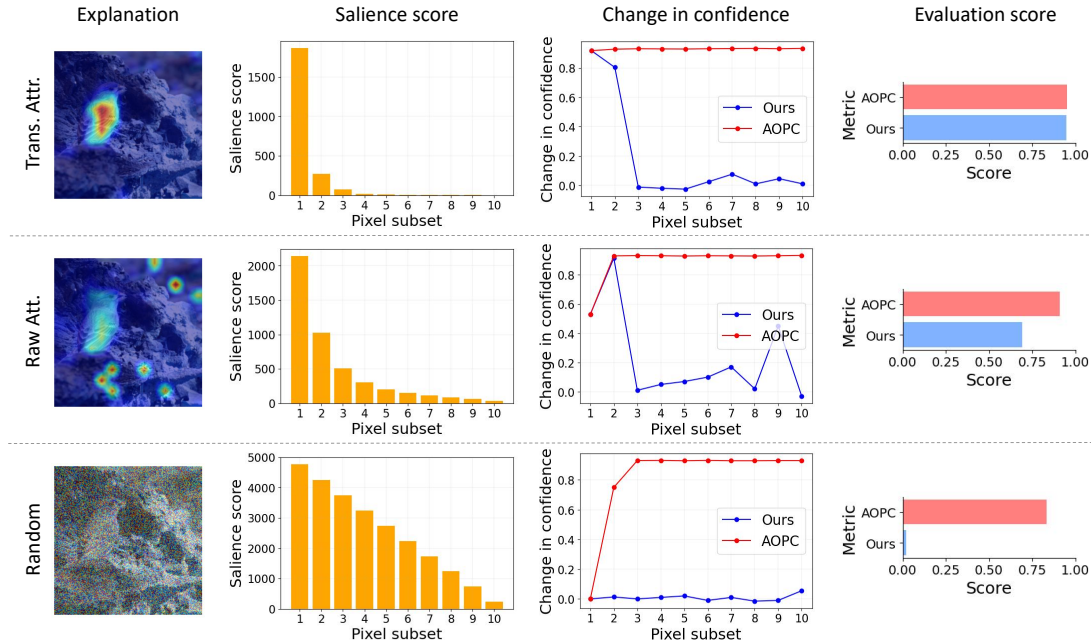 Explanation
Salience score
Change in confidence
Evaluation score
Trans. Attr.
Salience score
1500
1000
500
0
1 2 3 4 5 6 7 8 9 10
Pixel subset
Change in confidence
0.8
0.6
0.4
0.2
0.0
Ours
AOPC
1 2 3 4 5 6 7 8 9 10
Pixel subset
Metric
AOPC
Ours
0.00 0.25 0.50 0.75 1.00
Score
Raw Att.
Salience score
2000
1500
1000
500
0
1 2 3 4 5 6 7 8 9 10
Pixel subset
Change in confidence
0.8
0.6
0.4
0.2
0.0
Ours
AOPC
1 2 3 4 5 6 7 8 9 10
Pixel subset
Metric
AOPC
Ours
0.00 0.25 0.50 0.75 1.00
Score
Random
Salience score
5000
4000
3000
2000
1000
0
1 2 3 4 5 6 7 8 9 10
Pixel subset
Change in confidence
0.8
0.6
0.4
0.2
0.0
Ours
AOPC
1 2 3 4 5 6 7 8 9 10
Pixel subset
Metric
AOPC
Ours
0.00 0.25 0.50 0.75 1.00
Score